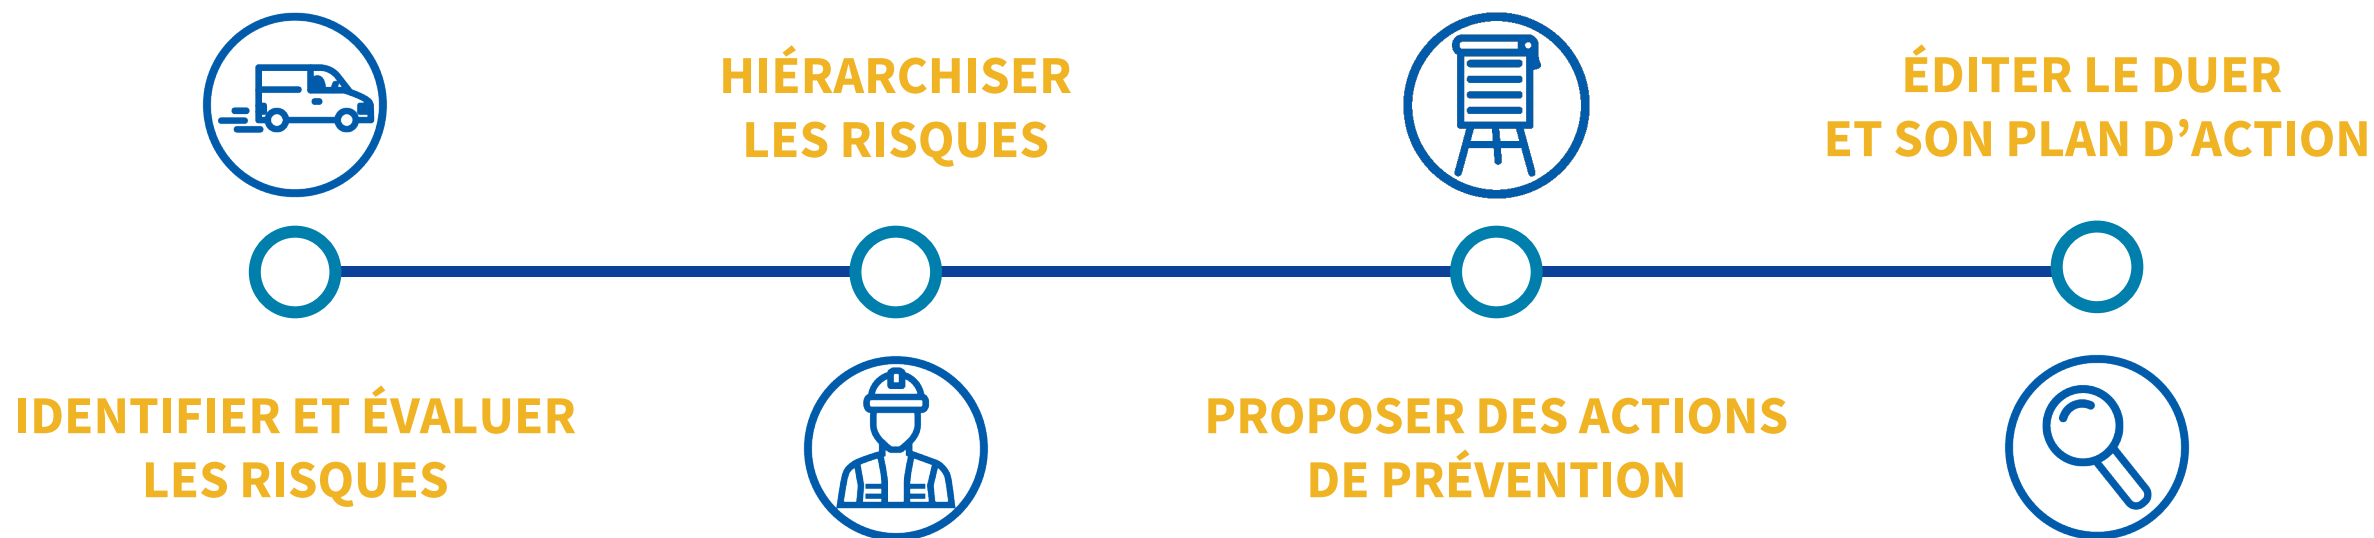 IDENTIFIER ET ÉVALUER
LES RISQUES
HIÉRARCHISER
LES RISQUES
PROPOSER DES ACTIONS
DE PRÉVENTION
ÉDITER LE DUER
ET SON PLAN D’ACTION